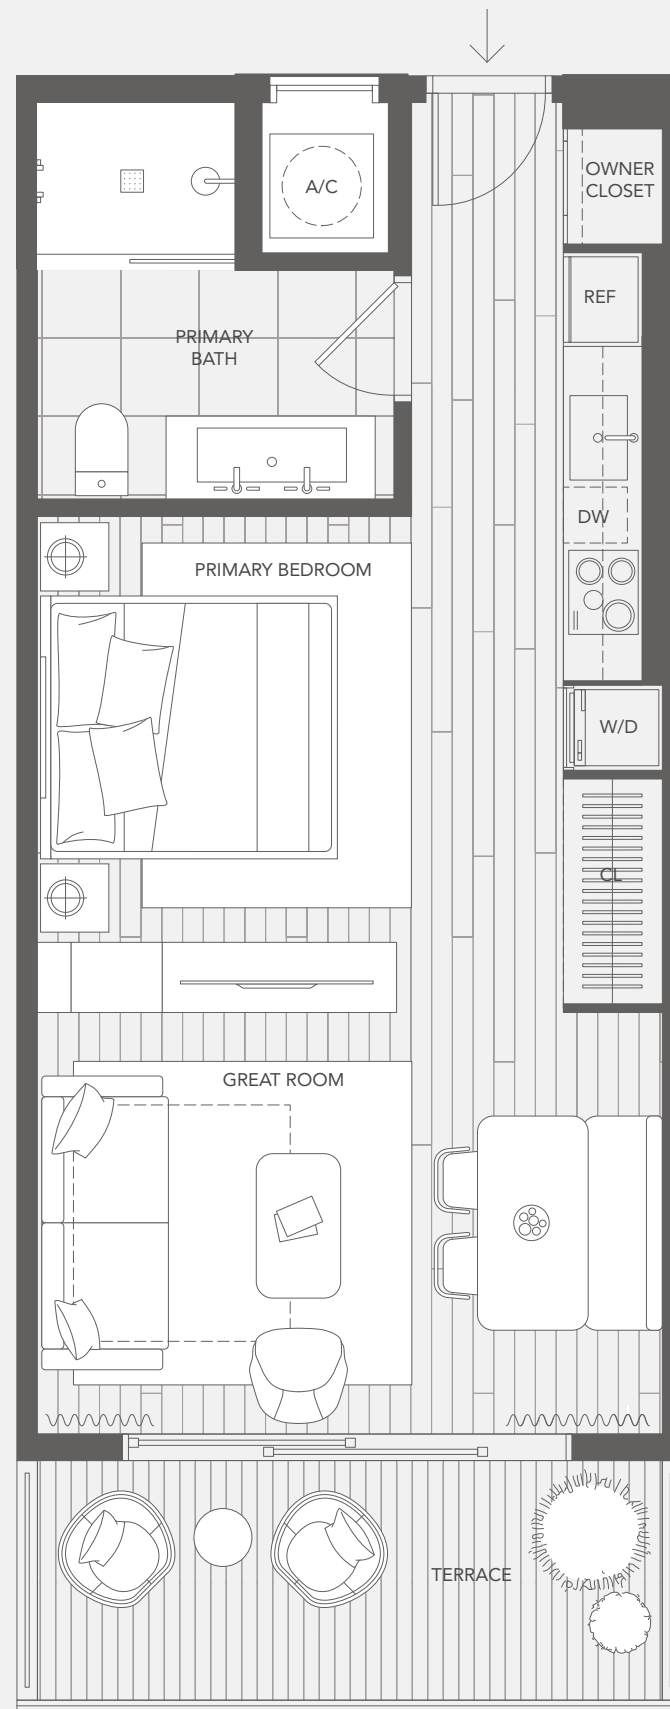 A/C
OWNER
CLOSET
REF
PRIMARY
BATH
DW
PRIMARY BEDROOM
W/D
CL
GREAT ROOM
TERRACE